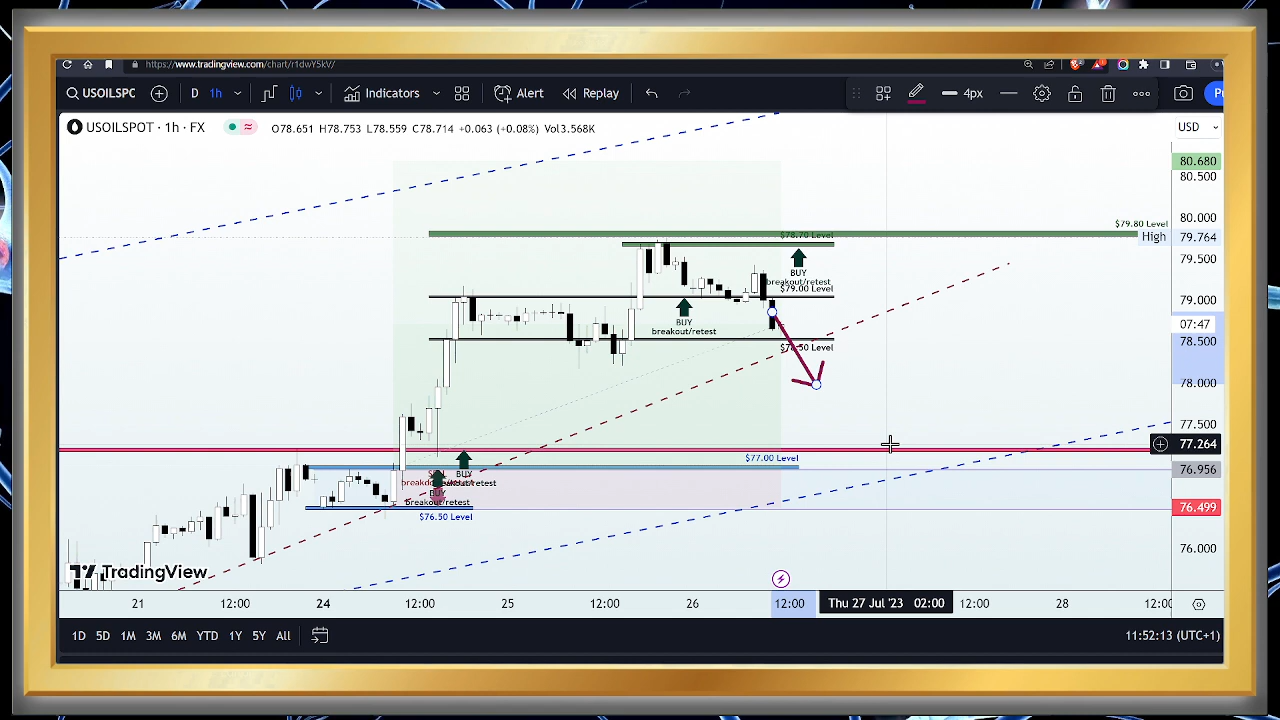 https://www.tradingview.com/chart/r1dwY5kV/
USOILSPC D 1h Indicators Alert Replay 4px
USOILSPOT · 1h · FX O78.651 H78.753 L78.559 C78.714 +0.063 (+0.08%) Vol3.568K
USD
80.680
80.500
80.000
$79.80 Level
High 79.764
$78.70 Level
79.500
BUY
breakout/retest
$79.00 Level
79.000
BUY
breakout/retest
07:47
78.500
78.000
77.500
77.264
$77.00 Level
76.956
BUY
BUY
breakout/retest
$76.50 Level
76.499
76.000
TradingView
21 12:00 24 12:00 25 12:00 26 12:00 Thu 27 Jul '23 02:00 12:00 28 12:00
1D 5D 1M 3M 6M YTD 1Y 5Y All 11:52:13 (UTC+1)